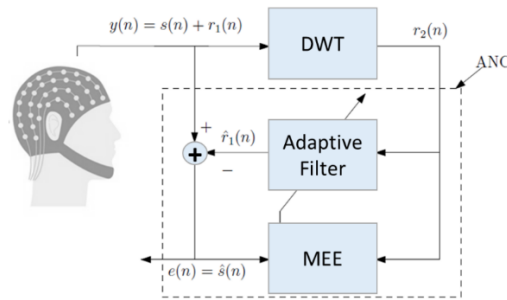 y(n) = s(n) + r₁(n)
DWT
r₂(n)
ANC
+
r̂₁(n)
Adaptive
Filter
+
−
e(n) = ŝ(n)
MEE